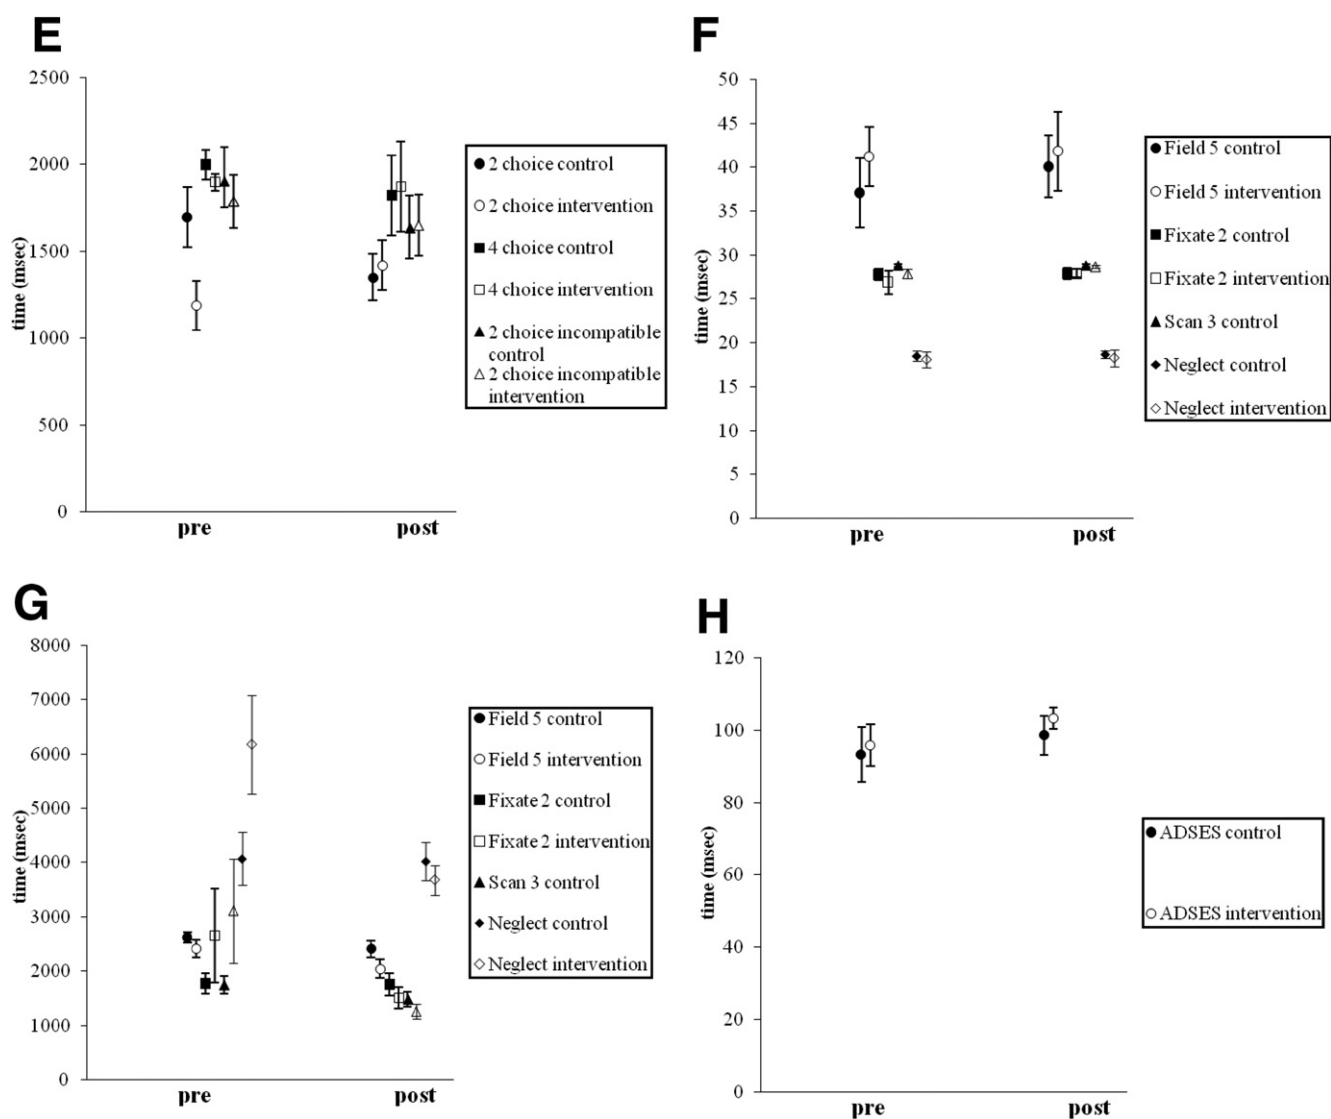 E
2500
2000
1500
1000
500
0
time (msec)
pre
post
2 choice control
2 choice intervention
4 choice control
4 choice intervention
2 choice incompatible
control
2 choice incompatible
intervention
F
50
45
40
35
30
25
20
15
10
5
0
time (msec)
pre
post
Field 5 control
Field 5 intervention
Fixate 2 control
Fixate 2 intervention
Scan 3 control
Neglect control
Neglect intervention
G
8000
7000
6000
5000
4000
3000
2000
1000
0
time (msec)
pre
post
Field 5 control
Field 5 intervention
Fixate 2 control
Fixate 2 intervention
Scan 3 control
Neglect control
Neglect intervention
H
120
100
80
60
40
20
0
time (msec)
pre
post
ADSES control
ADSES intervention